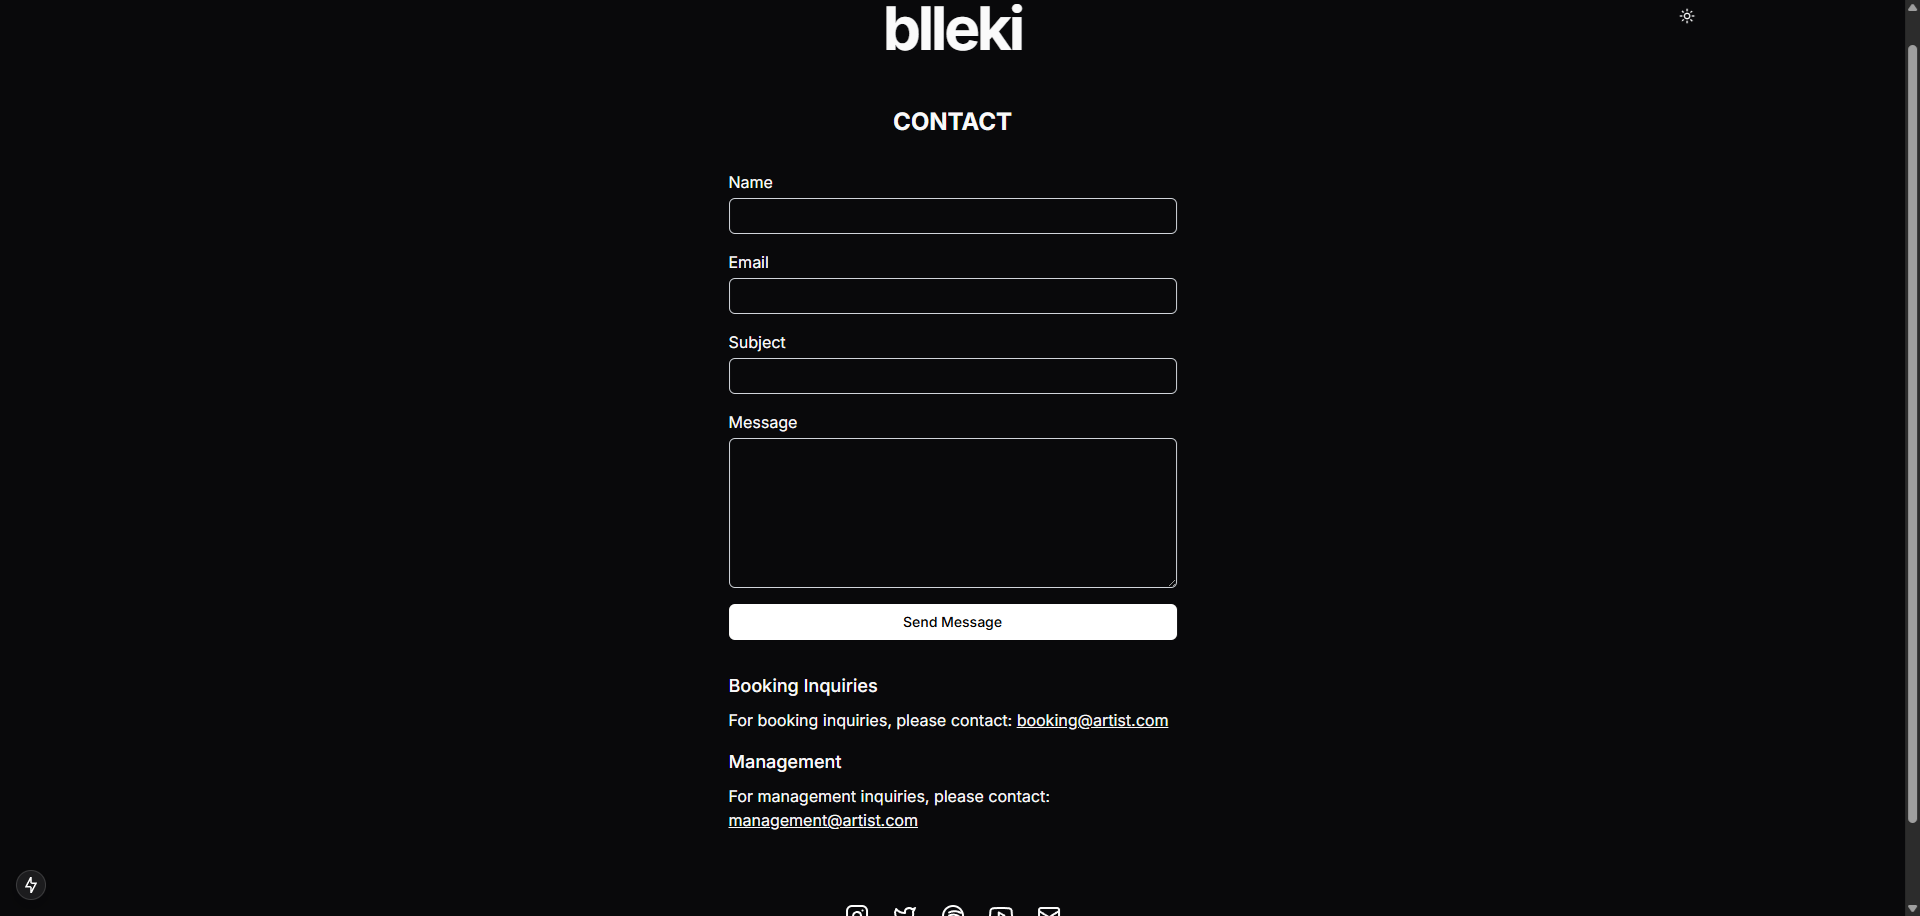 blleki
CONTACT
Name
Email
Subject
Message
Send Message
Booking Inquiries
For booking inquiries, please contact: booking@artist.com
Management
For management inquiries, please contact:
management@artist.com